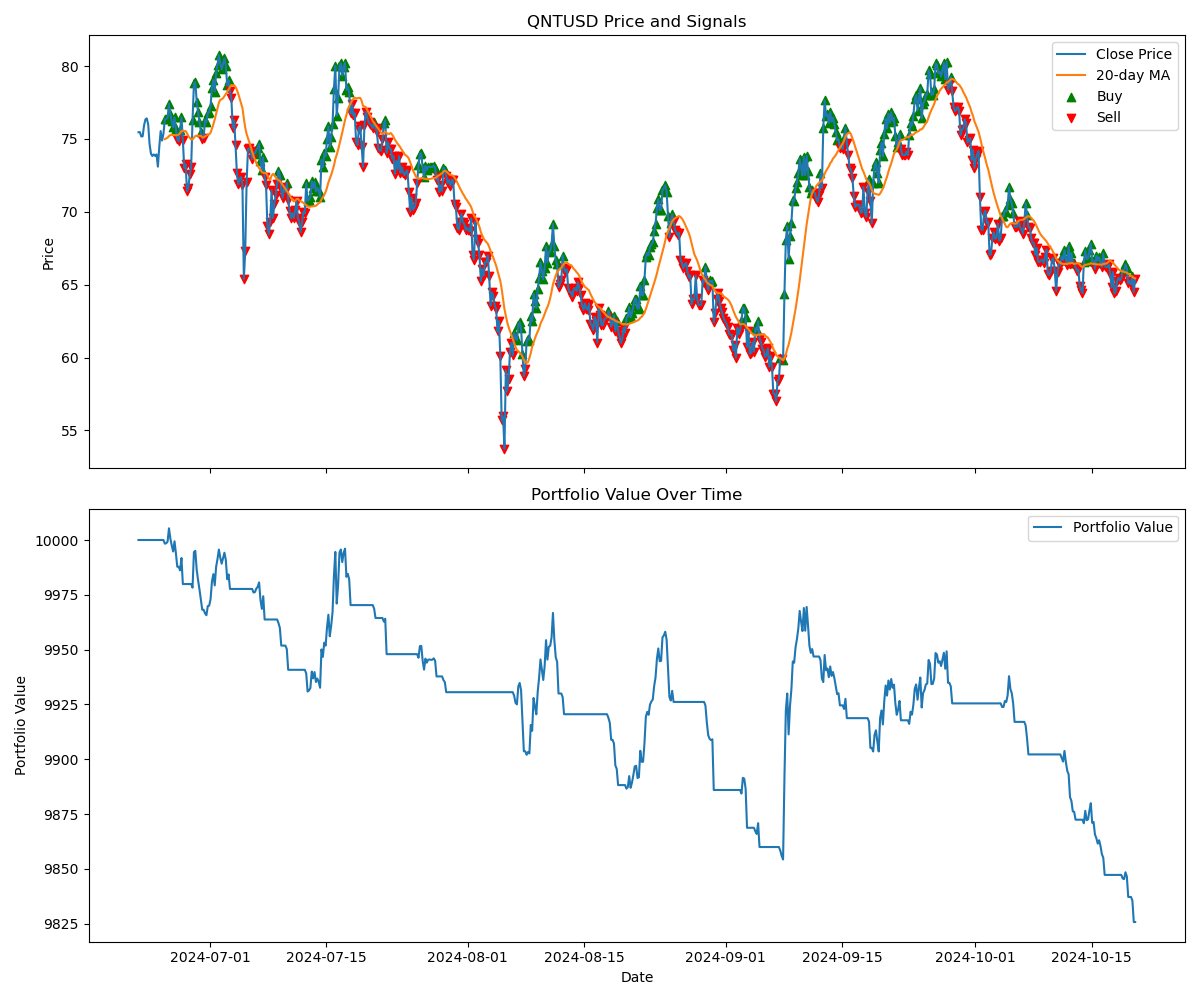 QNTUSD Price and Signals
Price
80
75
70
65
60
55
Close Price
20-day MA
Buy
Sell
Portfolio Value Over Time
Portfolio Value
10000
9975
9950
9925
9900
9875
9850
9825
Portfolio Value
2024-07-01
2024-07-15
2024-08-01
2024-08-15
2024-09-01
2024-09-15
2024-10-01
2024-10-15
Date